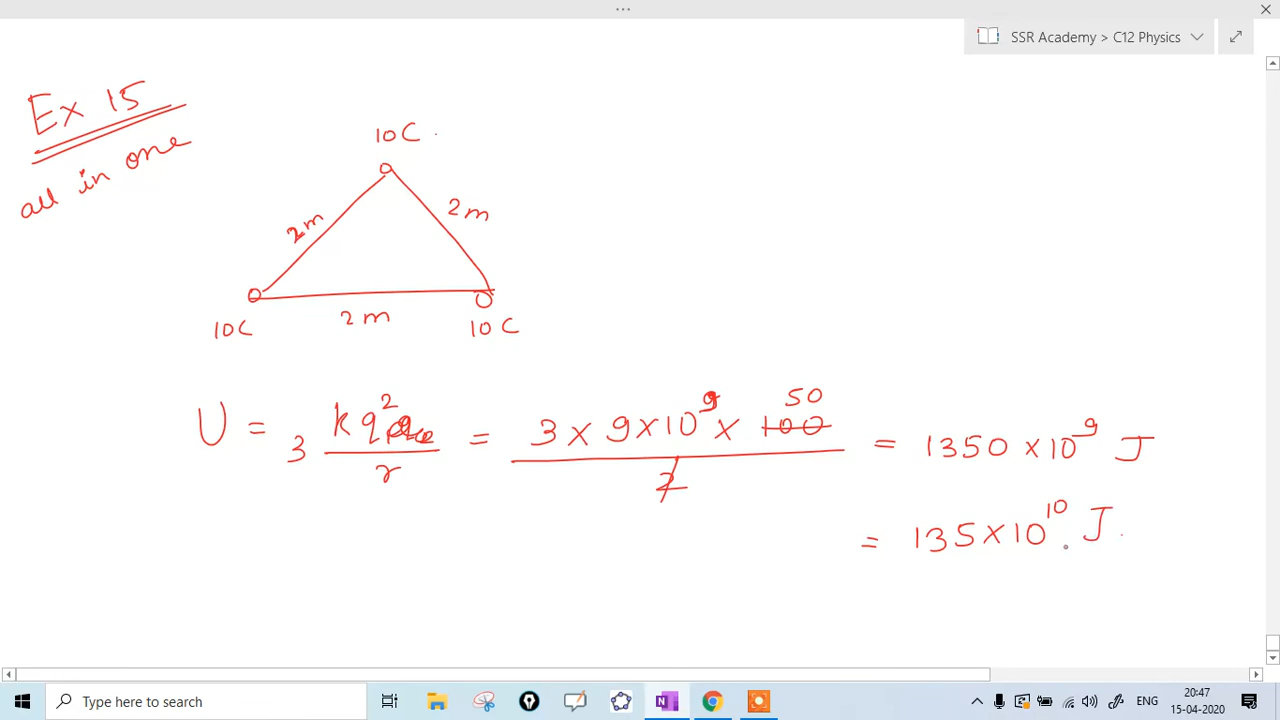 SSR Academy > C12 Physics
Ex 15
all in one
10C
2m
2m
10C
2m
10C
U = 3 kq²/r = 3 × 9×10⁹ × 100/2 50 = 1350 ×10⁹ J
= 135×10¹⁰ J.
Type here to search
ENG
20:47
15-04-2020